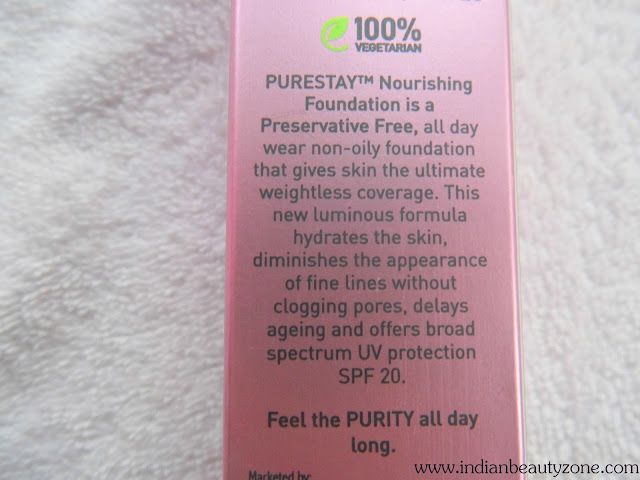 100%
VEGETARIAN
PURESTAY™ Nourishing
Foundation is a
Preservative Free, all day
wear non-oily foundation
that gives skin the ultimate
weightless coverage. This
new luminous formula
hydrates the skin,
diminishes the appearance
of fine lines without
clogging pores, delays
ageing and offers broad
spectrum UV protection
SPF 20.
Feel the PURITY all day
long.
Marketed by:
www.indianbeautyzone.com